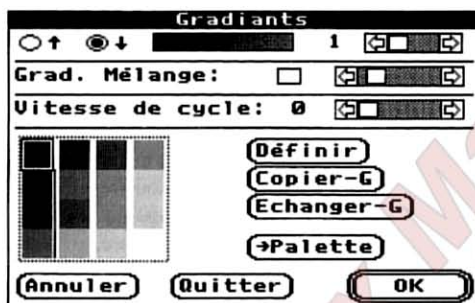 Gradiants
↑ ↓ 1
Grad. Mélange:
Vitesse de cycle: 0
Définir
Copier-G
Echanger-G
→Palette
Annuler Quitter OK